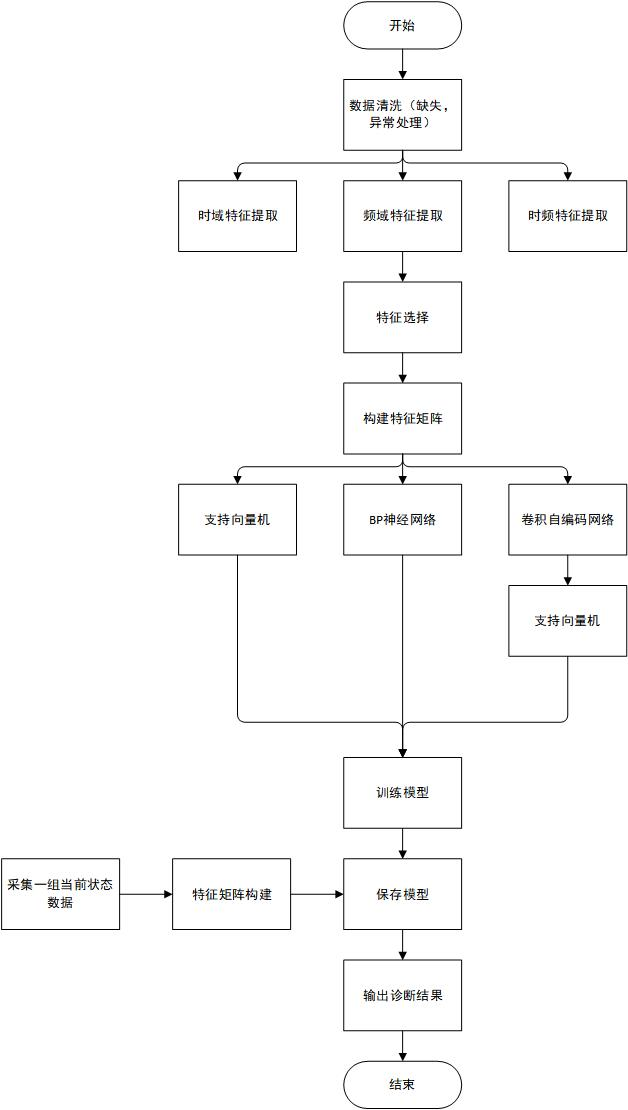 开始
数据清洗（缺失，
异常处理）
时域特征提取
频域特征提取
时频特征提取
特征选择
构建特征矩阵
支持向量机
BP神经网络
卷积自编码网络
支持向量机
训练模型
采集一组当前状态
数据
特征矩阵构建
保存模型
输出诊断结果
结束